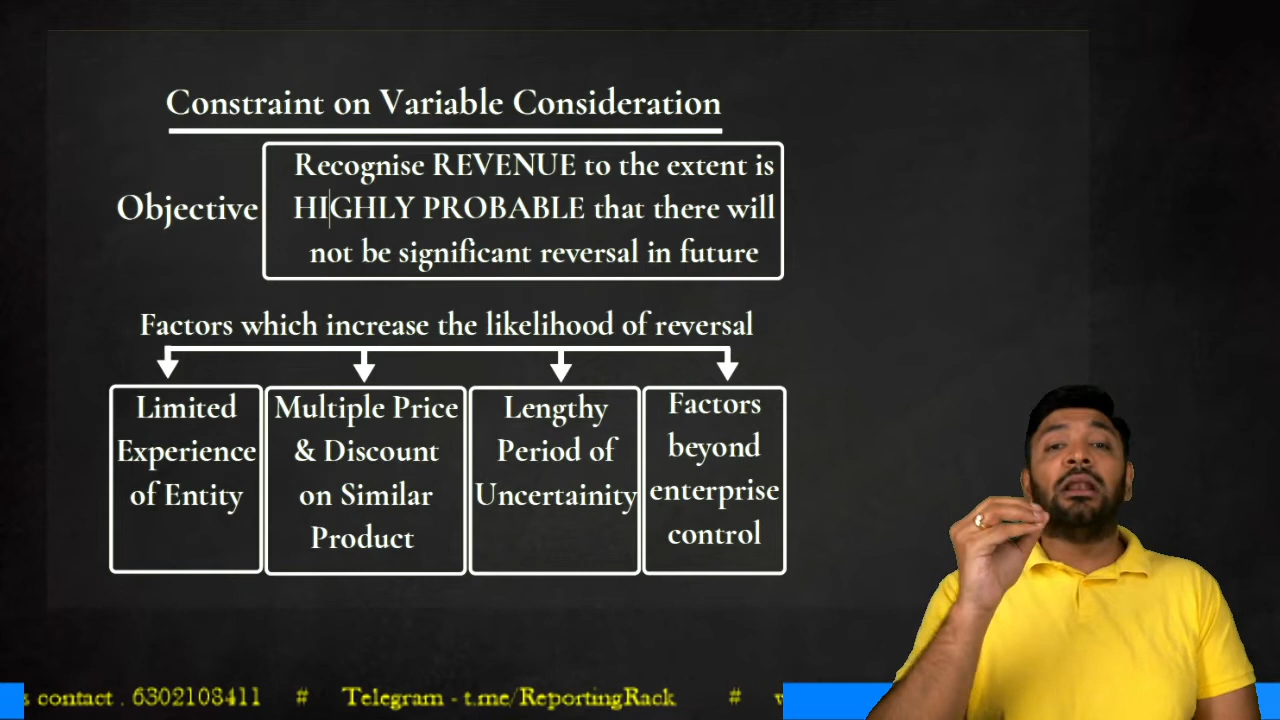 Constraint on Variable Consideration
Objective
Recognise REVENUE to the extent is
HIGHLY PROBABLE that there will
not be significant reversal in future
Factors which increase the likelihood of reversal
Limited
Experience
of Entity
Multiple Price
& Discount
on Similar
Product
Lengthy
Period of
Uncertainity
Factors
beyond
enterprise
control
contact . 6302103411 # Telegram - t.me/ReportingRack #